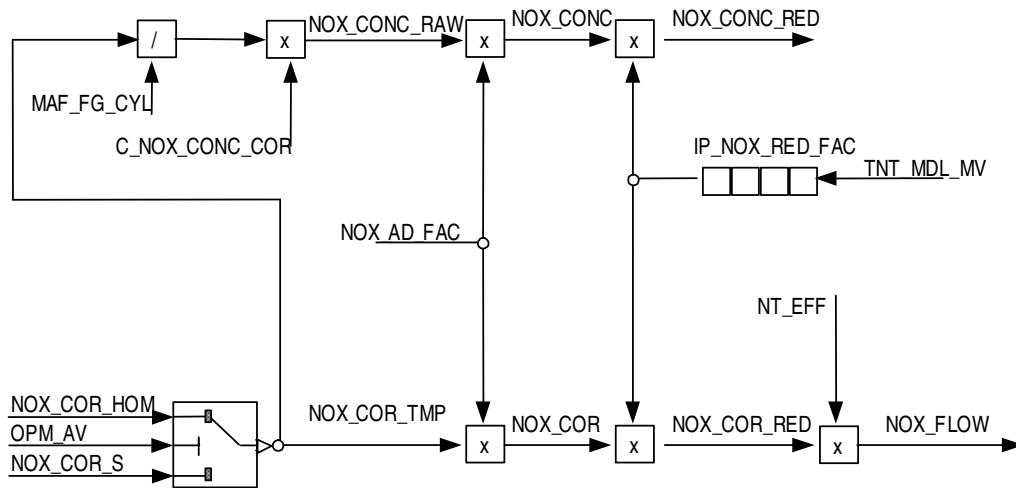 NOX_CONC_RAW
NOX_CONC
NOX_CONC_RED
/
x
x
x
MAF_FG_CYL
C_NOX_CONC_COR
IP_NOX_RED_FAC
TNT_MDL_MV
NOX_AD_FAC
NT_EFF
NOX_COR_HOM
NOX_COR_TMP
NOX_COR
NOX_COR_RED
NOX_FLOW
OPM_AV
x
x
x
NOX_COR_S